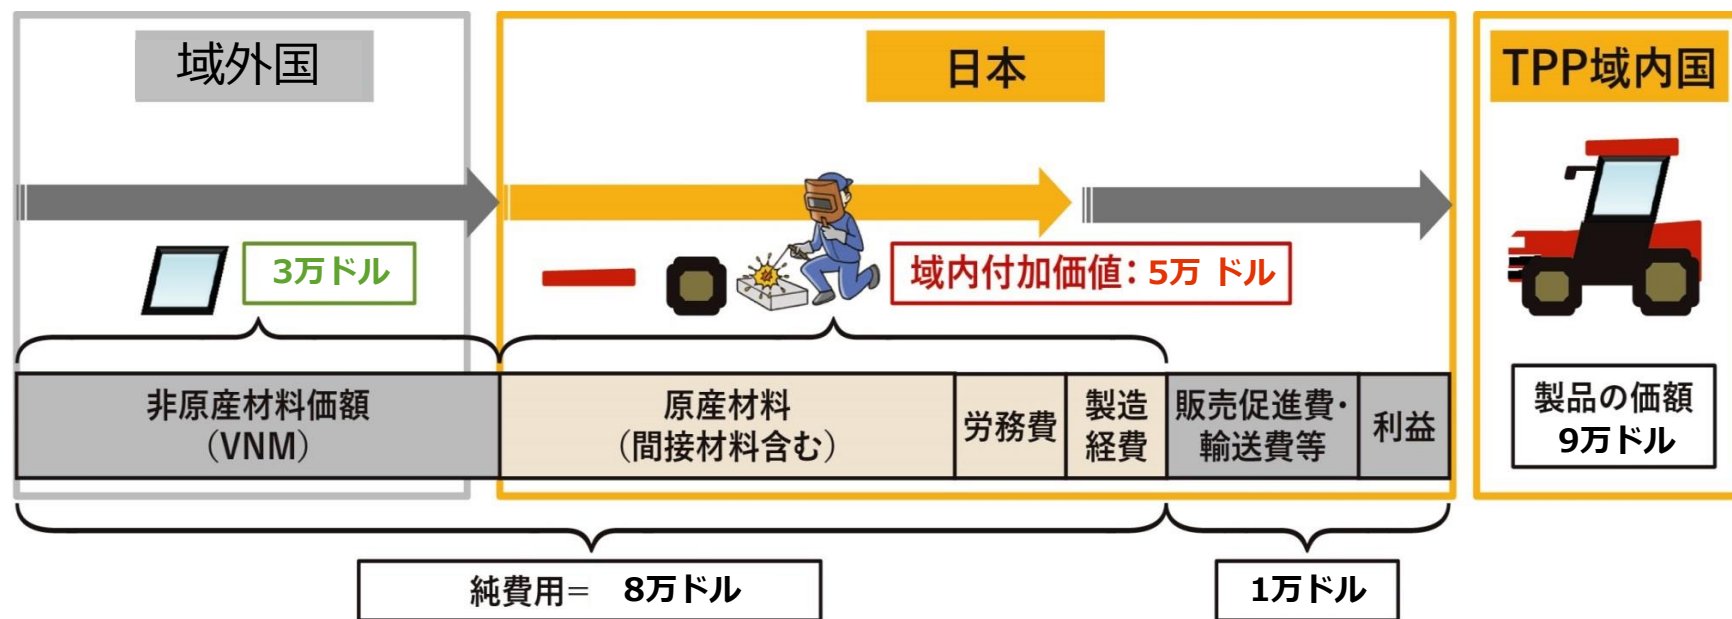 域外国
日本
TPP域内国
3万ドル
域内付加価値：5万 ドル
非原産材料価額
（VNM）
原産材料
（間接材料含む）
労務費
製造
経費
販売促進費・
輸送費等
利益
製品の価額
9万ドル
純費用＝ 8万ドル
1万ドル